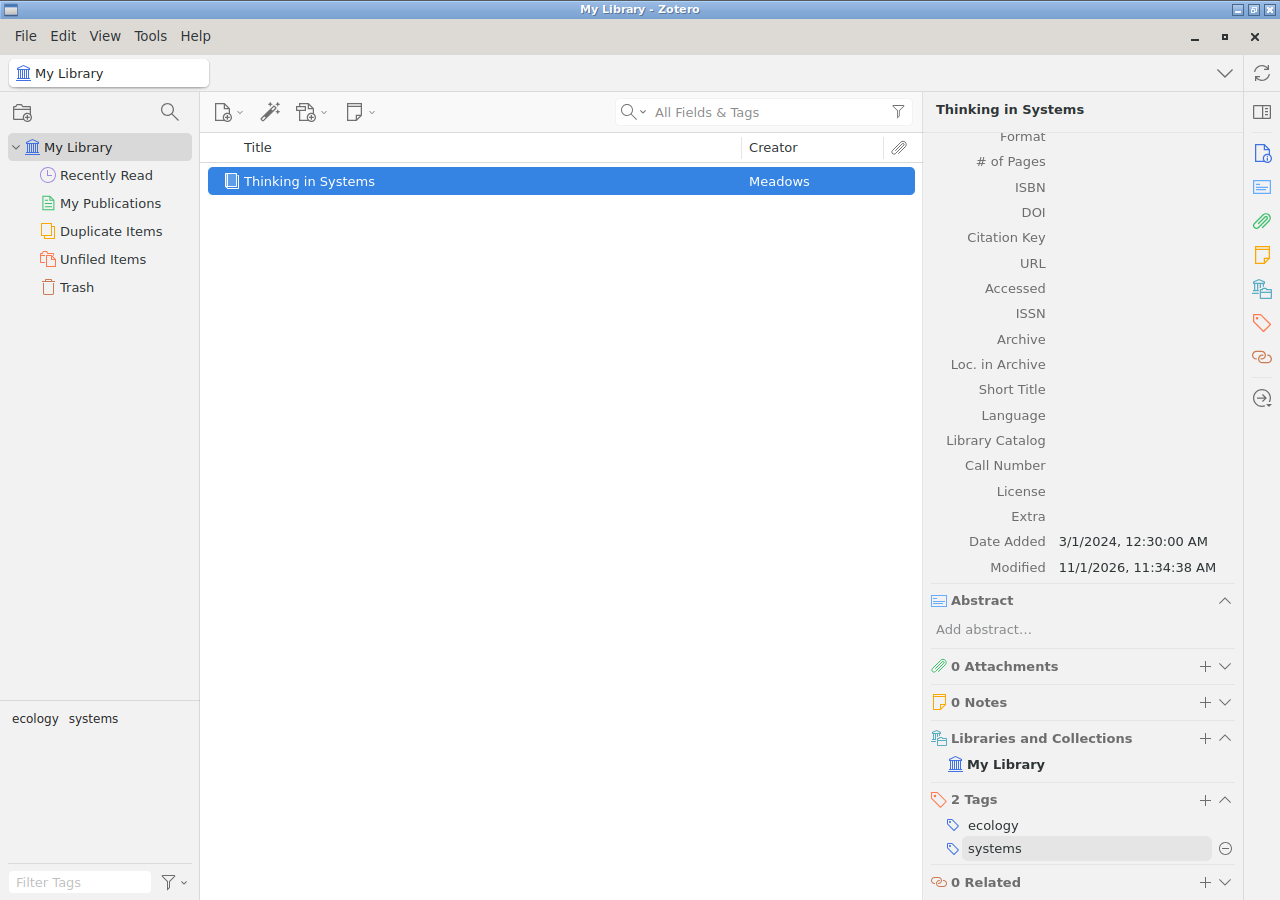 My Library - Zotero
File Edit View Tools Help
My Library
All Fields & Tags
My Library
Recently Read
My Publications
Duplicate Items
Unfiled Items
Trash
ecology systems
Filter Tags
Title Creator
Thinking in Systems Meadows
Thinking in Systems
Format
# of Pages
ISBN
DOI
Citation Key
URL
Accessed
ISSN
Archive
Loc. in Archive
Short Title
Language
Library Catalog
Call Number
License
Extra
Date Added 3/1/2024, 12:30:00 AM
Modified 11/1/2026, 11:34:38 AM
Abstract
Add abstract...
0 Attachments
0 Notes
Libraries and Collections
My Library
2 Tags
ecology
systems
0 Related